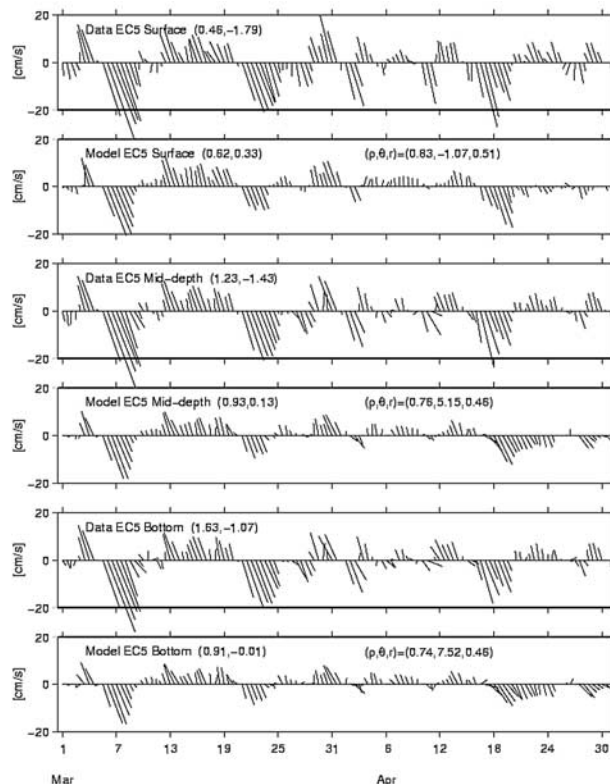 20
0
−20
[cm/s]
Data EC5 Surface (0.46,−1.79)
20
0
−20
[cm/s]
Model EC5 Surface (0.62,0.33) (ρ,θ,r)=(0.83,−1.07,0.51)
20
0
−20
[cm/s]
Data EC5 Mid−depth (1.23,−1.43)
20
0
−20
[cm/s]
Model EC5 Mid−depth (0.93,0.13) (ρ,θ,r)=(0.76,5.15,0.46)
20
0
−20
[cm/s]
Data EC5 Bottom (1.63,−1.07)
20
0
−20
[cm/s]
Model EC5 Bottom (0.91,−0.01) (ρ,θ,r)=(0.74,7.52,0.46)
1 7 13 19 25 31 6 12 18 24 30
Mar Apr